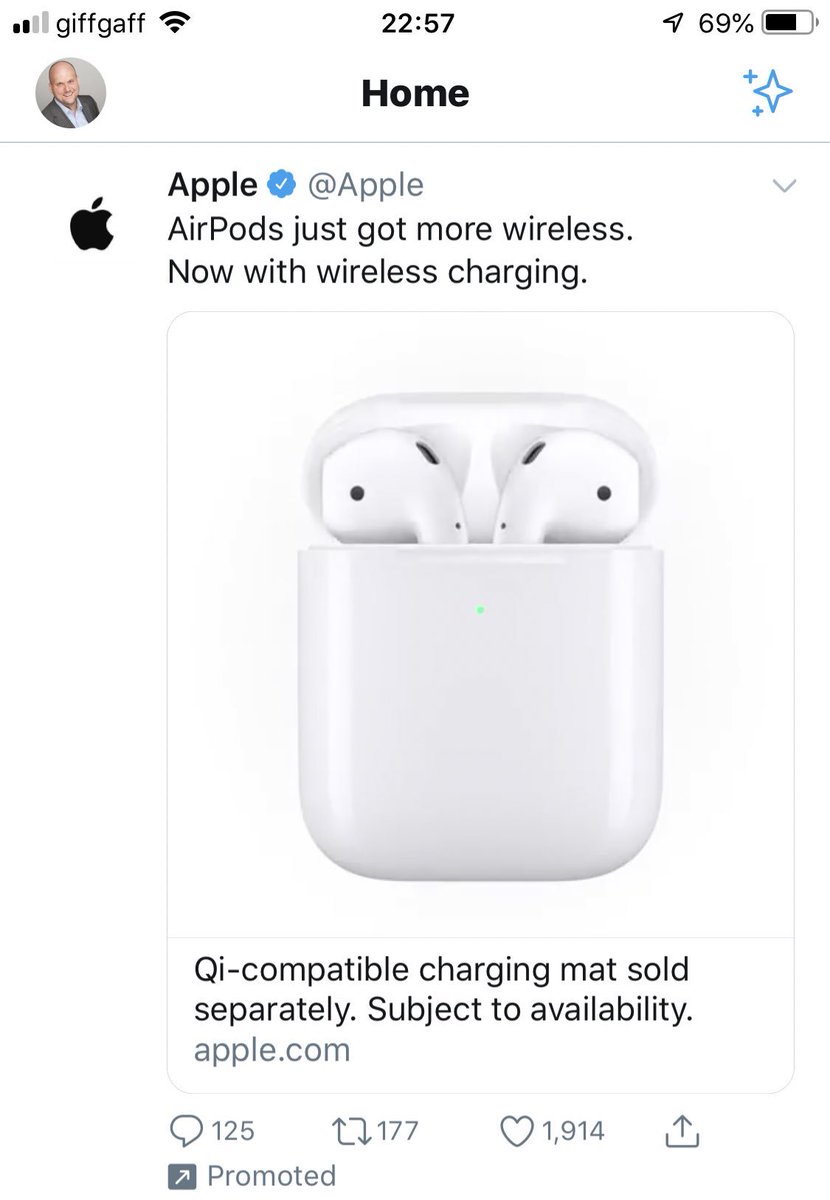 giffgaff 22:57 69%
Home
Apple @Apple
AirPods just got more wireless.
Now with wireless charging.
Qi-compatible charging mat sold
separately. Subject to availability.
apple.com
125 177 1,914
Promoted